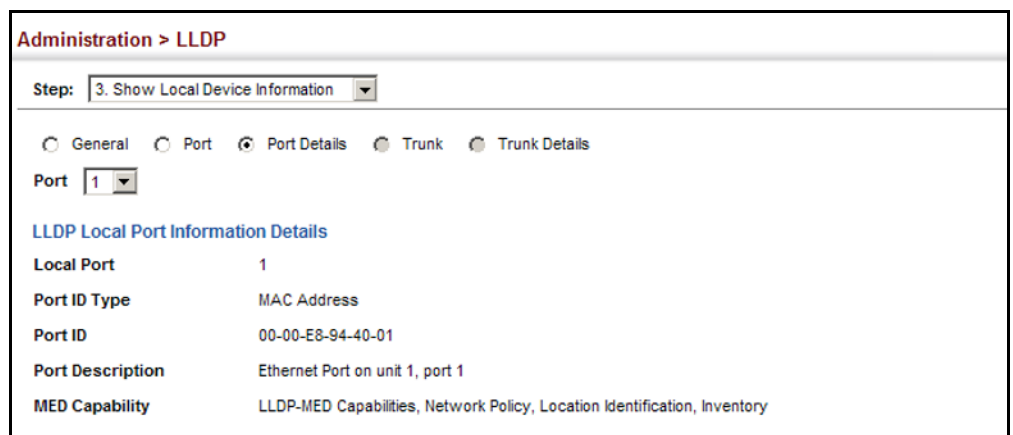 Administration > LLDP
Step: 3. Show Local Device Information
General Port Port Details Trunk Trunk Details
Port 1
LLDP Local Port Information Details
Local Port 1
Port ID Type MAC Address
Port ID 00-00-E8-94-40-01
Port Description Ethernet Port on unit 1, port 1
MED Capability LLDP-MED Capabilities, Network Policy, Location Identification, Inventory